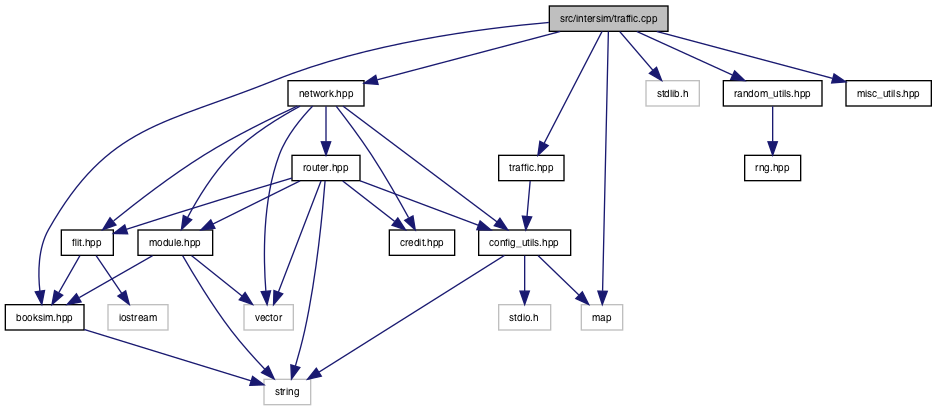 src/intersim/traffic.cpp
network.hpp
stdlib.h
random_utils.hpp
misc_utils.hpp
router.hpp
traffic.hpp
rng.hpp
flit.hpp
module.hpp
credit.hpp
config_utils.hpp
booksim.hpp
iostream
vector
stdio.h
map
string